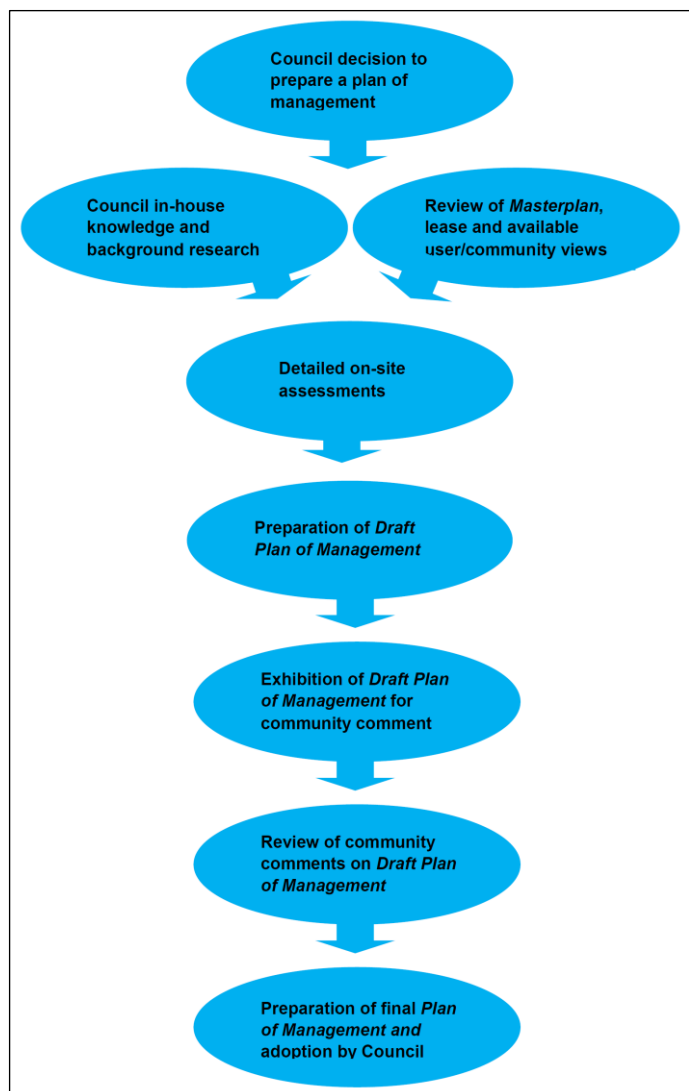 Council decision to
prepare a plan of
management
Council in-house
knowledge and
background research
Review of Masterplan,
lease and available
user/community views
Detailed on-site
assessments
Preparation of Draft
Plan of Management
Exhibition of Draft Plan
of Management for
community comment
Review of community
comments on Draft Plan
of Management
Preparation of final Plan
of Management and
adoption by Council